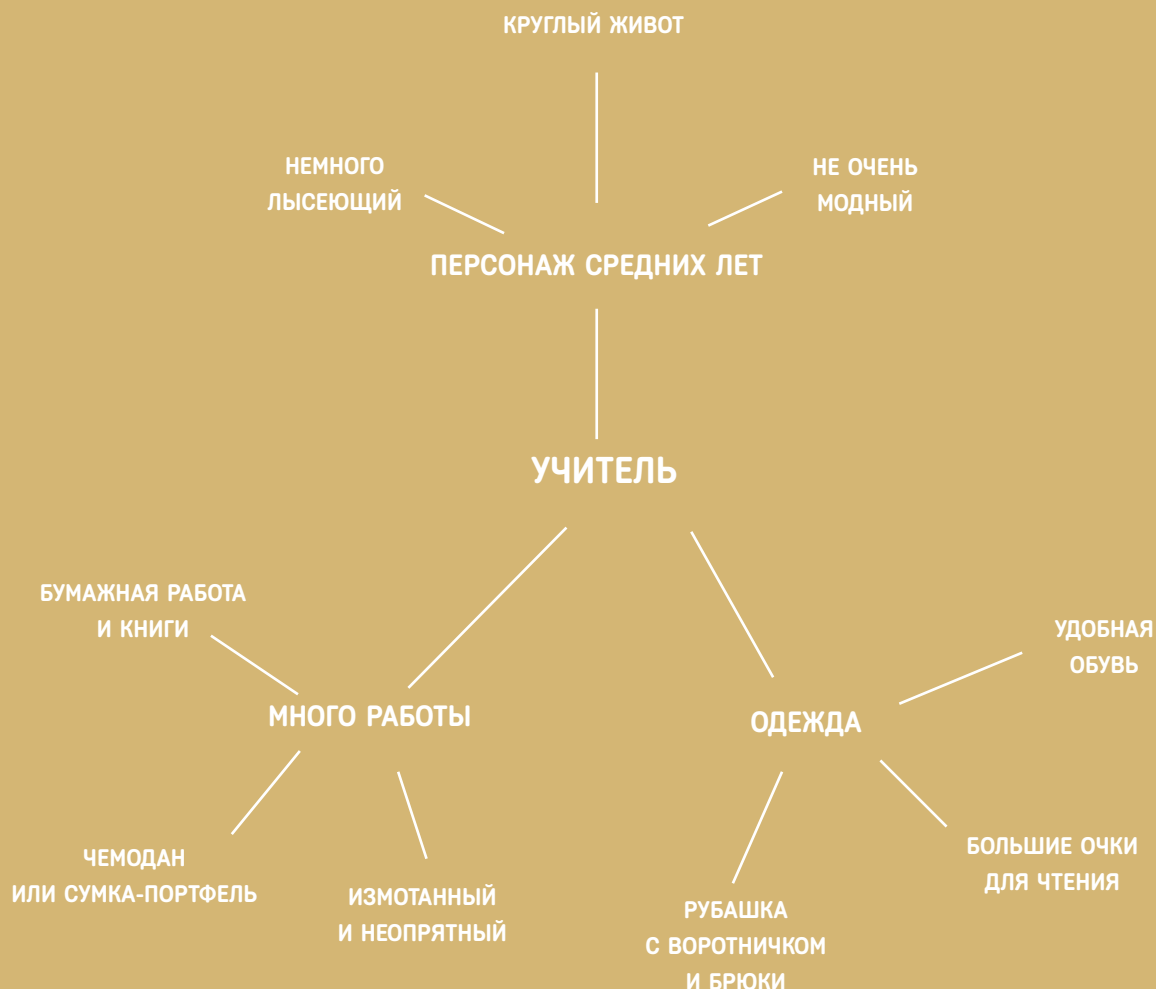 КРУГЛЫЙ ЖИВОТ
НЕМНОГО
ЛЫСЕЮЩИЙ
НЕ ОЧЕНЬ
МОДНЫЙ
ПЕРСОНАЖ СРЕДНИХ ЛЕТ
УЧИТЕЛЬ
БУМАЖНАЯ РАБОТА
И КНИГИ
УДОБНАЯ
ОБУВЬ
МНОГО РАБОТЫ
ОДЕЖДА
ЧЕМОДАН
ИЛИ СУМКА-ПОРТФЕЛЬ
ИЗМОТАННЫЙ
И НЕОПРЯТНЫЙ
РУБАШКА
С ВОРОТНИЧКОМ
И БРЮКИ
БОЛЬШИЕ ОЧКИ
ДЛЯ ЧТЕНИЯ